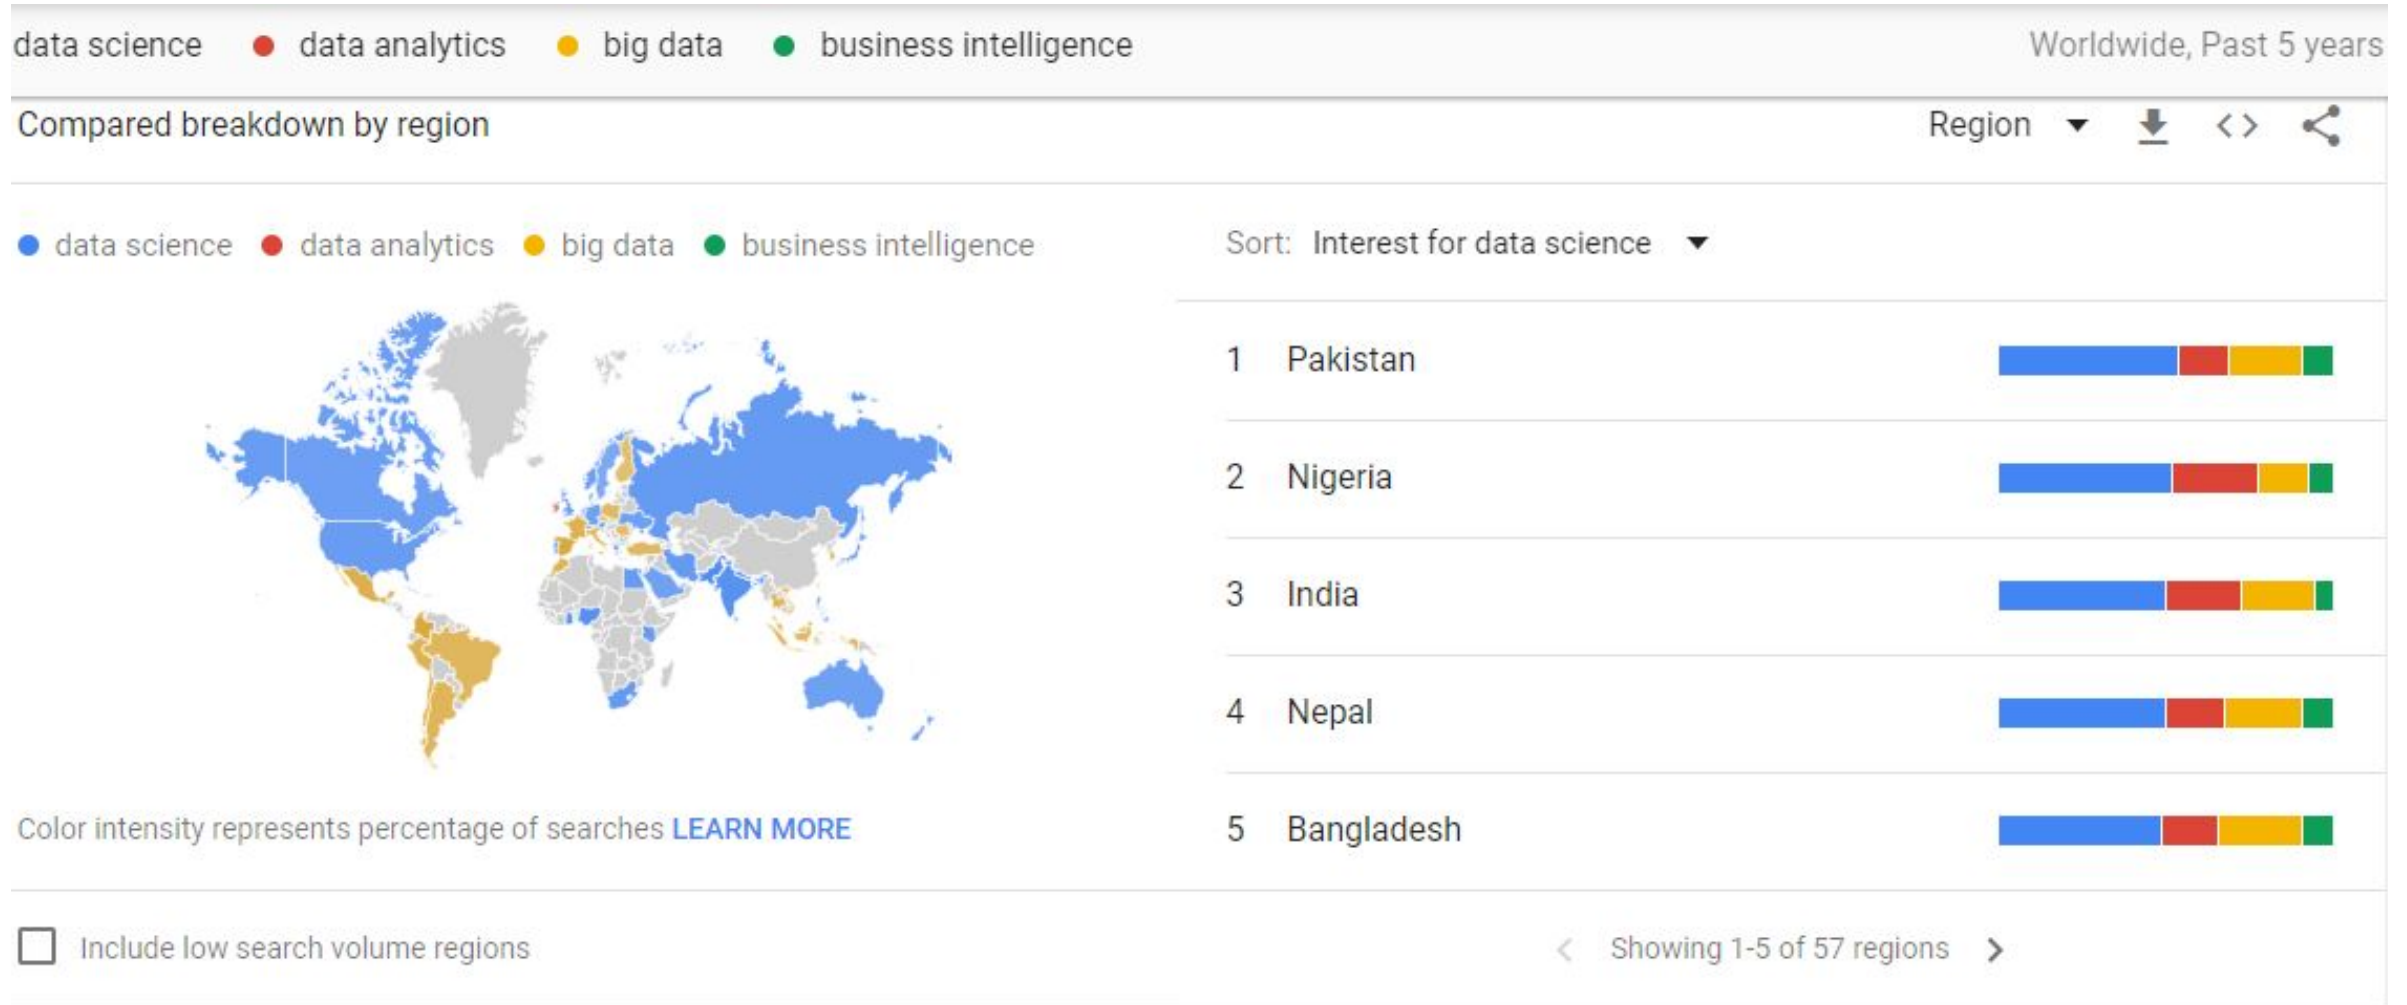 data science data analytics big data business intelligence Worldwide, Past 5 years
Compared breakdown by region Region
data science data analytics big data business intelligence
Sort: Interest for data science
1 Pakistan
2 Nigeria
3 India
4 Nepal
5 Bangladesh
Color intensity represents percentage of searches LEARN MORE
Include low search volume regions
Showing 1-5 of 57 regions